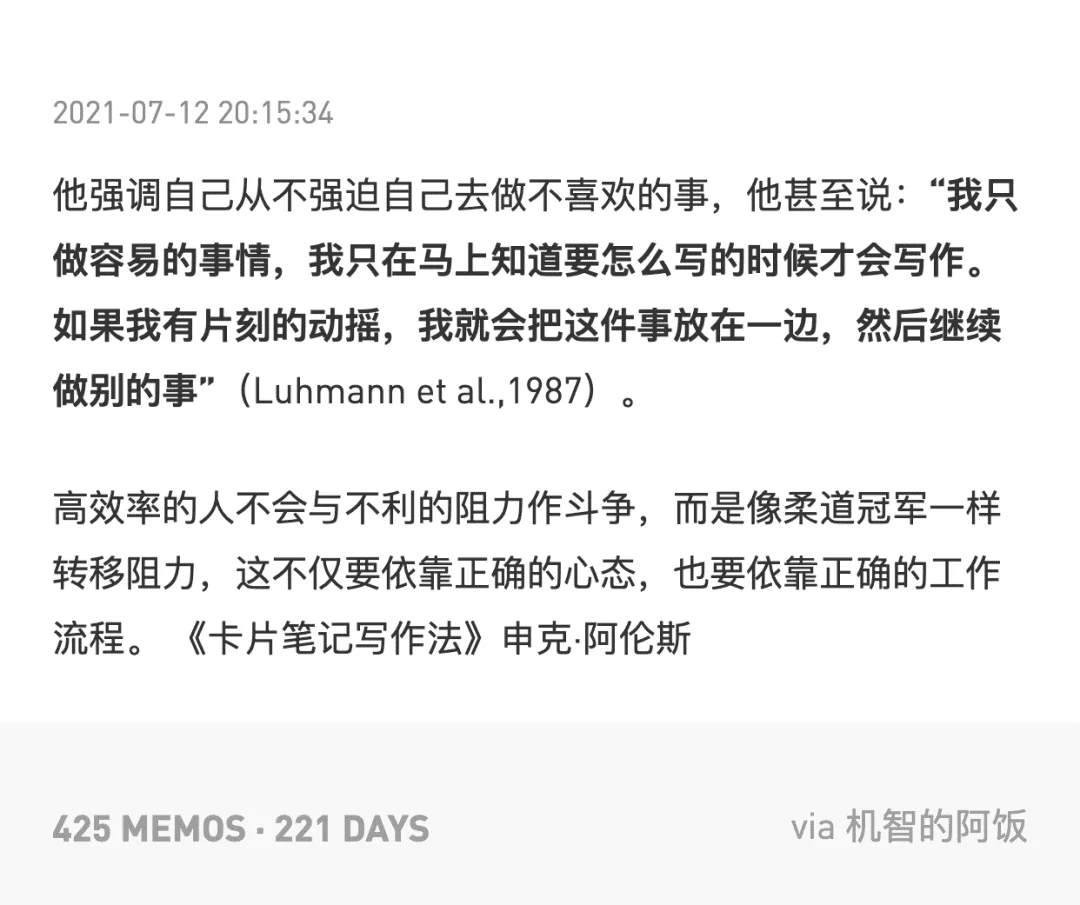 2021-07-12 20:15:34
他强调自己从不强迫自己去做不喜欢的事，他甚至说：“我只
做容易的事情，我只在马上知道要怎么写的时候才会写作。
如果我有片刻的动摇，我就会把这件事放在一边，然后继续
做别的事”（Luhmann et al.,1987）。
高效率的人不会与不利的阻力作斗争，而是像柔道冠军一样
转移阻力，这不仅要依靠正确的心态，也要依靠正确的工作
流程。 《卡片笔记写作法》申克·阿伦斯
425 MEMOS · 221 DAYS
via 机智的阿饭